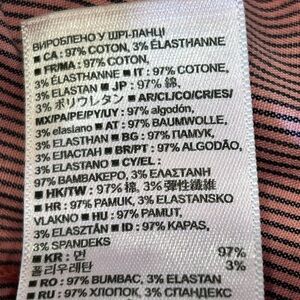 ВИРОБЛЕНО У ШРІ-ЛАНЦІ
■ CA : 97% COTON, 3% ÉLASTHANNE
■ FR/MA : 97% COTON,
3% ÉLASTHANNE ■ IT : 97% COTONE,
3% ELASTAN ■ JP : 97% 綿,
3% ポリウレタン ■ AR/CL/CO/CR/ES/
MX/PA/PE/PY/UY : 97% algodón,
3% elastano ■ AT : 97% BAUMWOLLE,
3% ELASTHAN ■ BG : 97% ПАМУК,
3% ЕЛАСТАН ■ BR/PT : 97% ALGODÃO,
3% ELASTANO ■ CY/EL :
97% ΒΑΜΒΑΚΕΡΟ, 3% ΕΛΑΣΤΑΝΗ
■ HK/TW : 97% 棉, 3% 彈性纖維
■ HR : 97% PAMUK, 3% ELASTANSKO
VLAKNO ■ HU : 97% PAMUT,
3% ELASZTÁN ■ ID : 97% KAPAS,
3% SPANDEKS
■ KR : 면 97%
폴리우레탄 3%
■ RO : 97% BUMBAC, 3% ELASTAN
■ RU : 97% ХЛОПОК, 3% СПАНДЕКС